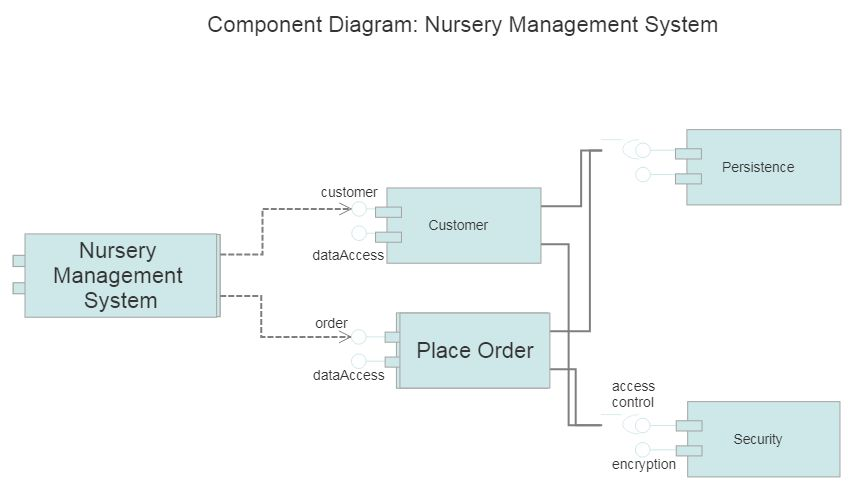 Component Diagram: Nursery Management System
Persistence
customer
Customer
dataAccess
Nursery
Management
System
order
Place Order
dataAccess
access
control
Security
encryption